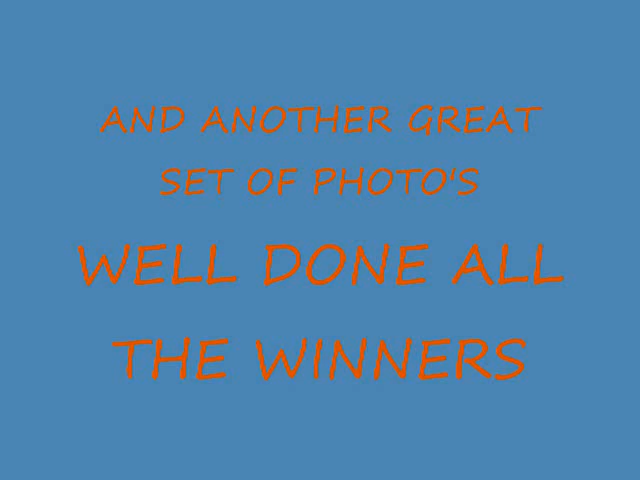 AND ANOTHER GREAT
SET OF PHOTO'S
WELL DONE ALL
THE WINNERS